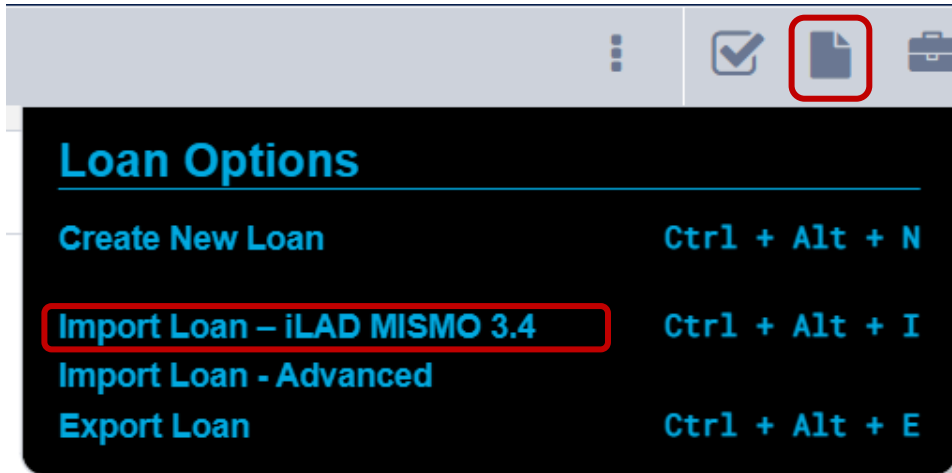 Loan Options
Create New Loan Ctrl + Alt + N
Import Loan – iLAD MISMO 3.4 Ctrl + Alt + I
Import Loan - Advanced
Export Loan Ctrl + Alt + E